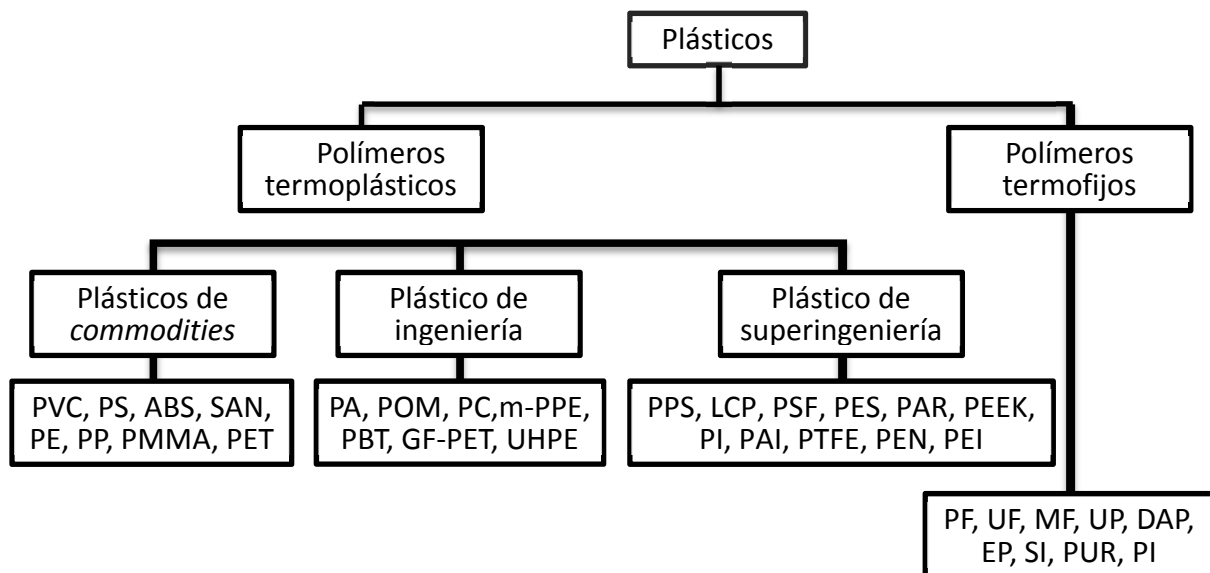 Plásticos
Polímeros
termoplásticos
Polímeros
termofijos
Plásticos de
commodities
Plástico de
ingeniería
Plástico de
superingeniería
PVC, PS, ABS, SAN,
PE, PP, PMMA, PET
PA, POM, PC,m-PPE,
PBT, GF-PET, UHPE
PPS, LCP, PSF, PES, PAR, PEEK,
PI, PAI, PTFE, PEN, PEI
PF, UF, MF, UP, DAP,
EP, SI, PUR, PI